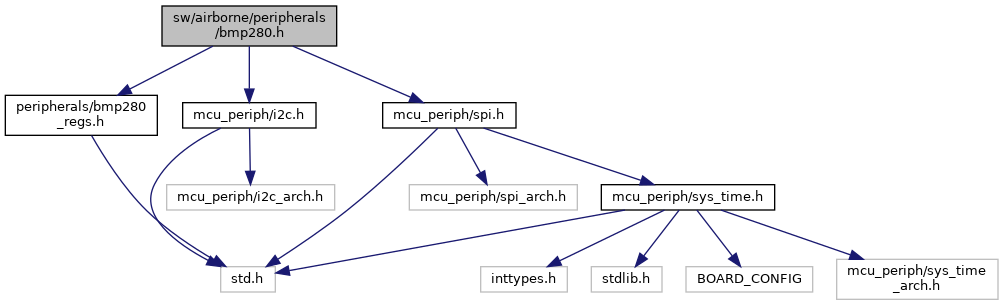 sw/airborne/peripherals
/bmp280.h
peripherals/bmp280
_regs.h
mcu_periph/i2c.h
mcu_periph/spi.h
mcu_periph/i2c_arch.h
mcu_periph/spi_arch.h
mcu_periph/sys_time.h
std.h
inttypes.h
stdlib.h
BOARD_CONFIG
mcu_periph/sys_time
_arch.h